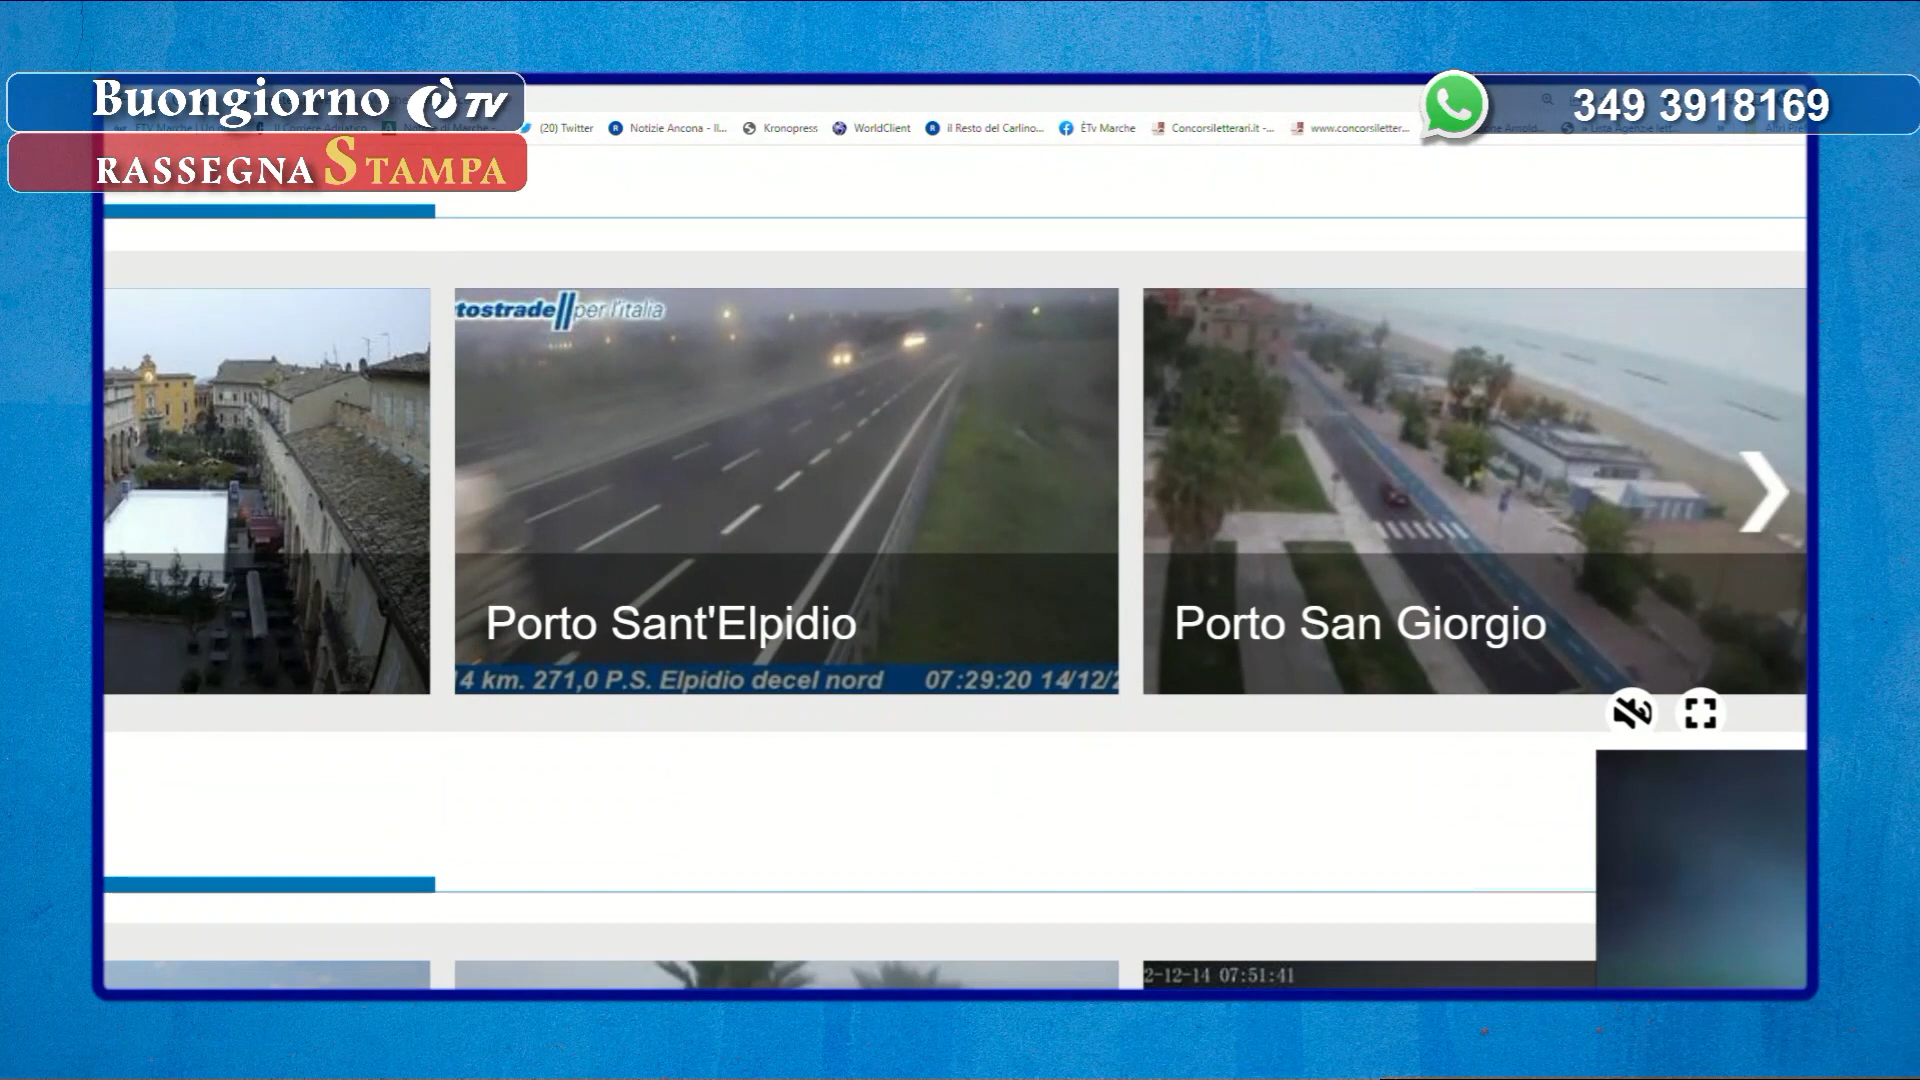 Buongiorno è TV
RASSEGNA STAMPA
349 3918169
(20) Twitter
Notizie Ancona - Il...
Kronopress
WorldClient
il Resto del Carlino...
ÈTv Marche
Concorsiletterari.it -...
www.concorsiletter...
tostrade per l'italia
Porto Sant'Elpidio
4 km. 271,0 P.S. Elpidio decel nord 07:29:20 14/12/2
Porto San Giorgio
2-12-14 07:51:41